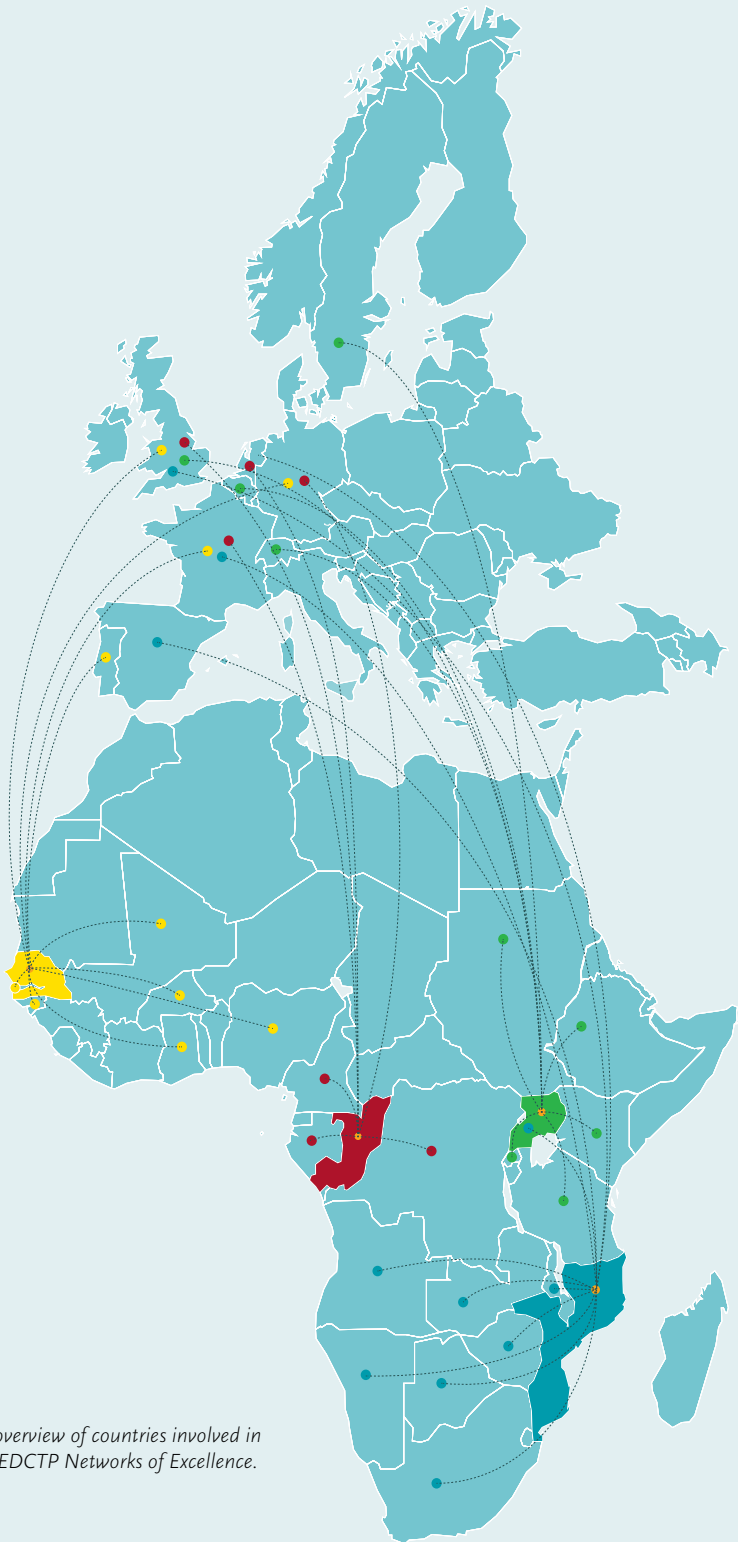 overview of countries involved in
EDCTP Networks of Excellence.